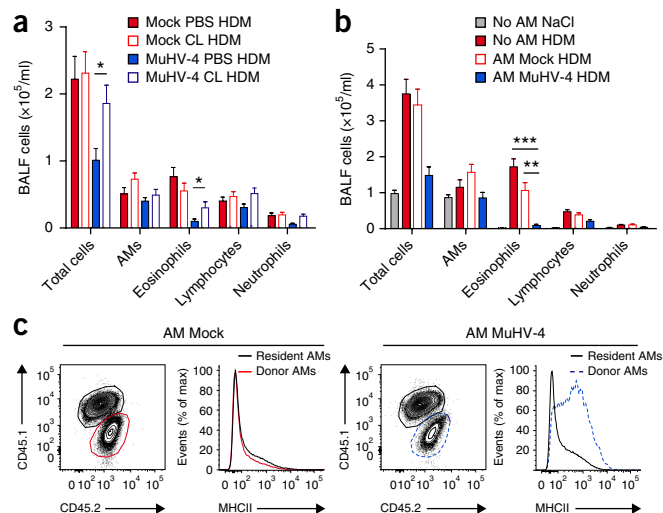 a
Mock PBS HDM
Mock CL HDM
MuHV-4 PBS HDM
MuHV-4 CL HDM
BALF cells (×10⁵/ml)
3
2
1
0
*
*
Total cells
AMs
Eosinophils
Lymphocytes
Neutrophils
b
No AM NaCl
No AM HDM
AM Mock HDM
AM MuHV-4 HDM
BALF cells (×10⁵/ml)
5
4
3
2
1
0
***
**
Total cells
AMs
Eosinophils
Lymphocytes
Neutrophils
c
AM Mock
CD45.1
10⁵
10⁴
10³
10²
0
0 10² 10³ 10⁴ 10⁵
CD45.2
Resident AMs
Donor AMs
Events (% of max)
100
80
60
40
20
0
0 10² 10³ 10⁴ 10⁵
MHCII
AM MuHV-4
CD45.1
10⁵
10⁴
10³
10²
0
0 10² 10³ 10⁴ 10⁵
CD45.2
Resident AMs
Donor AMs
Events (% of max)
100
80
60
40
20
0
0 10² 10³ 10⁴ 10⁵
MHCII